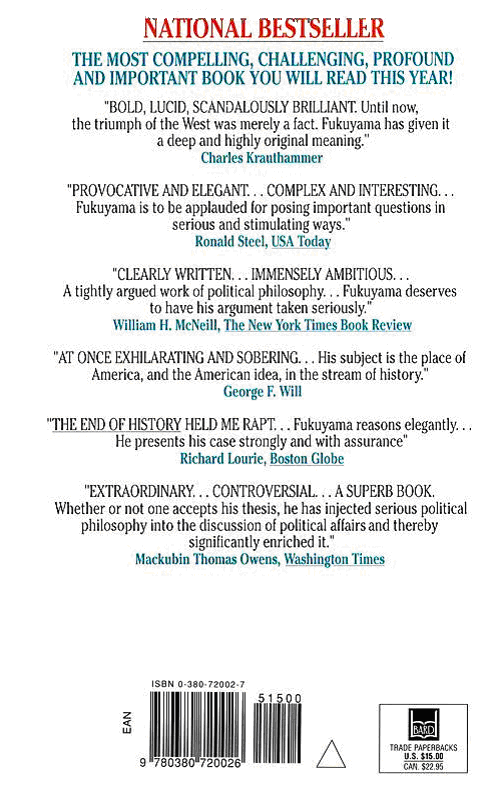 NATIONAL BESTSELLER
THE MOST COMPELLING, CHALLENGING, PROFOUND
AND IMPORTANT BOOK YOU WILL READ THIS YEAR!
"BOLD, LUCID, SCANDALOUSLY BRILLIANT. Until now,
the triumph of the West was merely a fact. Fukuyama has given it
a deep and highly original meaning."
Charles Krauthammer
"PROVOCATIVE AND ELEGANT. . . COMPLEX AND INTERESTING. . .
Fukuyama is to be applauded for posing important questions in
serious and stimulating ways."
Ronald Steel, USA Today
"CLEARLY WRITTEN. . . IMMENSELY AMBITIOUS. . .
A tightly argued work of political philosophy. . . Fukuyama deserves
to have his argument taken seriously."
William H. McNeill, The New York Times Book Review
"AT ONCE EXHILARATING AND SOBERING. . . His subject is the place of
America, and the American idea, in the stream of history."
George F. Will
"THE END OF HISTORY HELD ME RAPT. . . Fukuyama reasons elegantly. . .
He presents his case strongly and with assurance"
Richard Lourie, Boston Globe
"EXTRAORDINARY. . . CONTROVERSIAL. . . A SUPERB BOOK.
Whether or not one accepts his thesis, he has injected serious political
philosophy into the discussion of political affairs and thereby
significantly enriched it."
Mackubin Thomas Owens, Washington Times
ISBN 0-380-72002-7
51500
EAN
9 780380 720026
BARD
TRADE PAPERBACKS
U.S. $15.00
CAN. $22.95